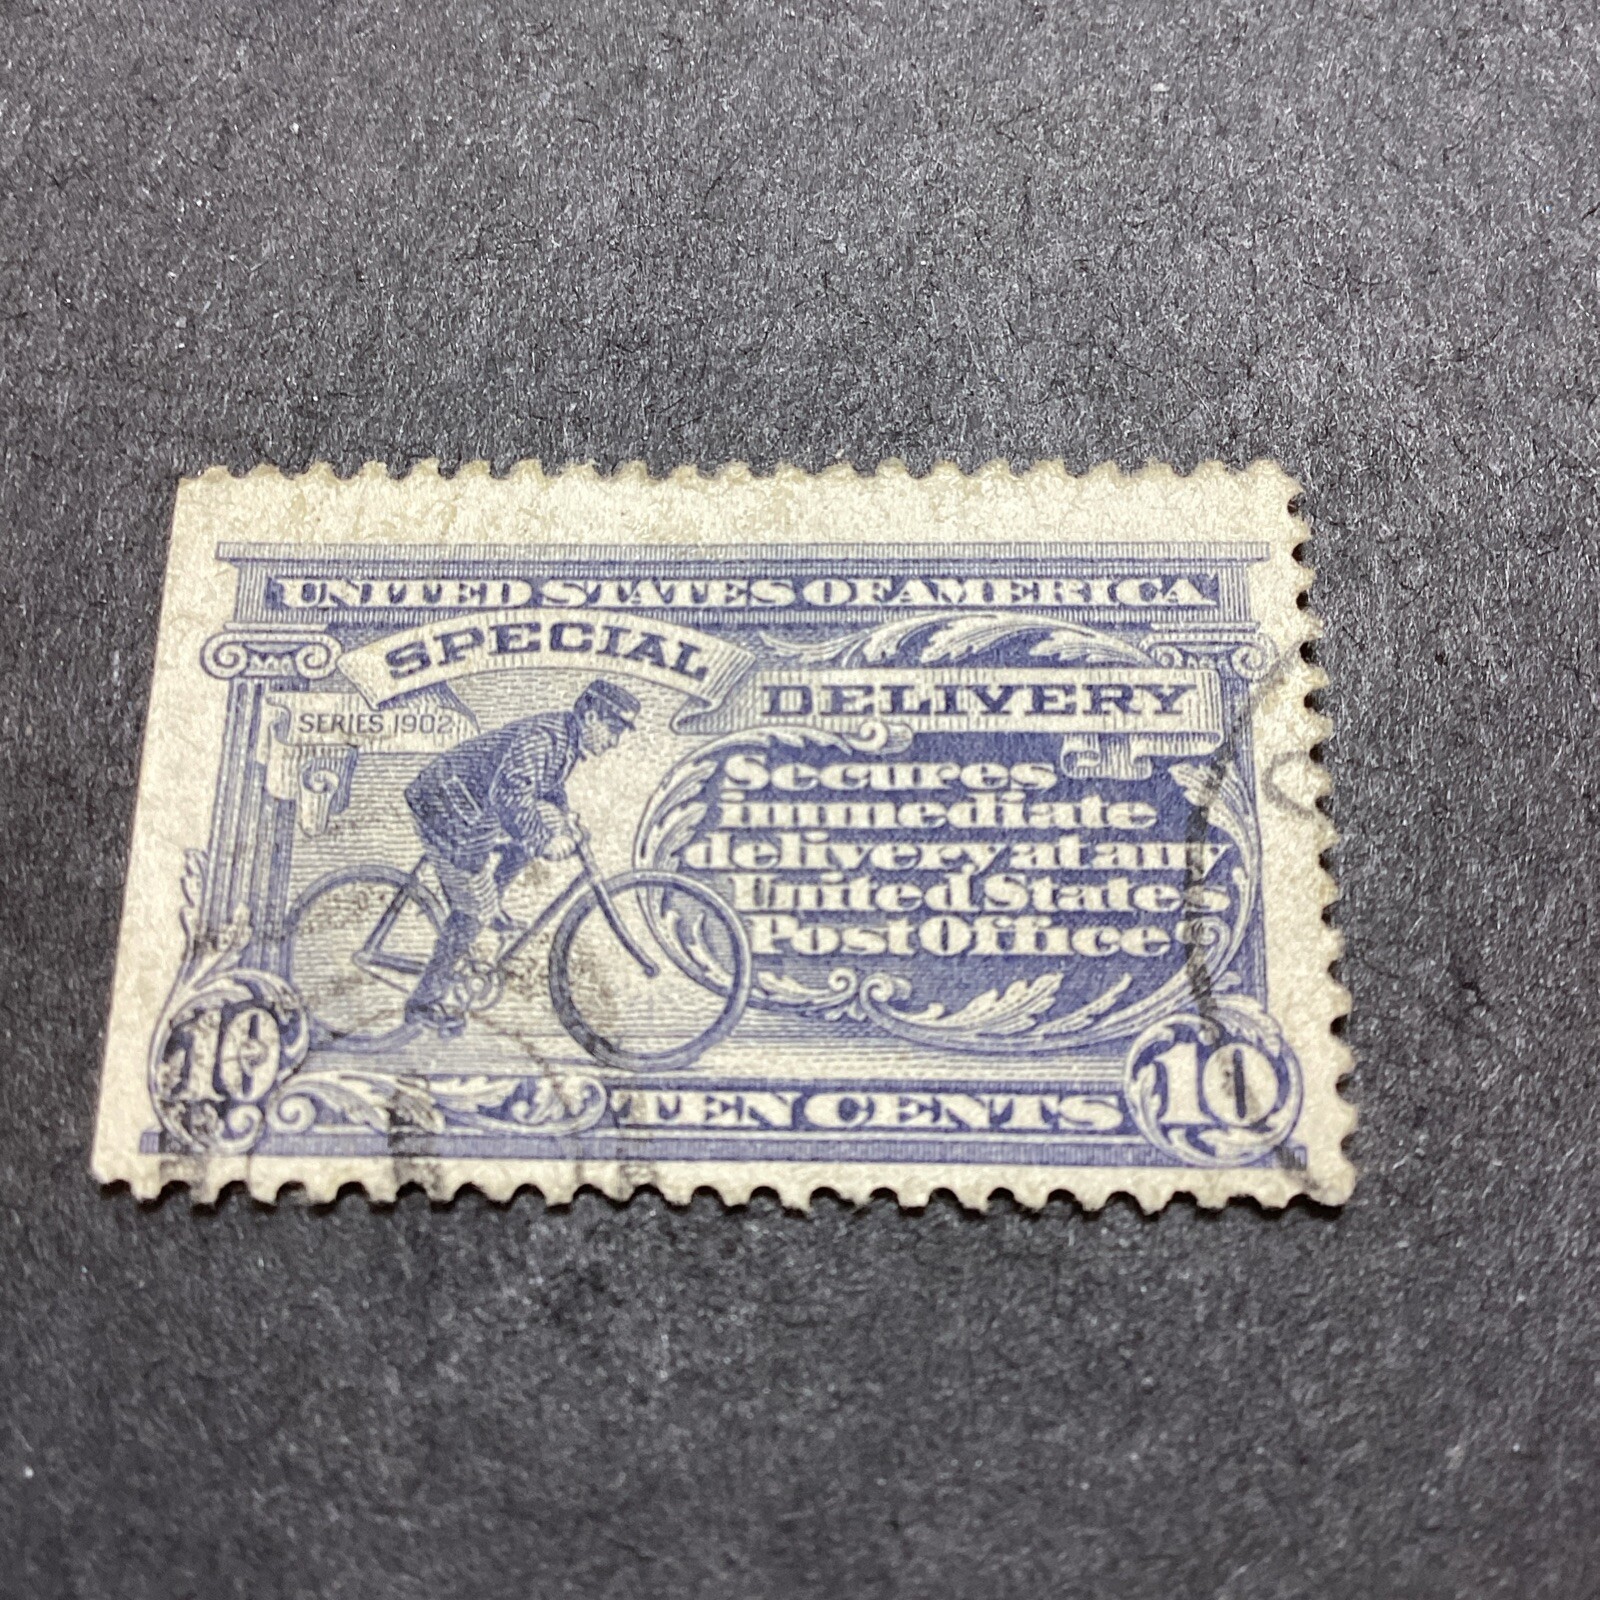 UNITED STATES OF AMERICA
SPECIAL
DELIVERY
SERIES 1902
Secures
immediate
delivery at any
United States
Post Office
10
TEN CENTS
10